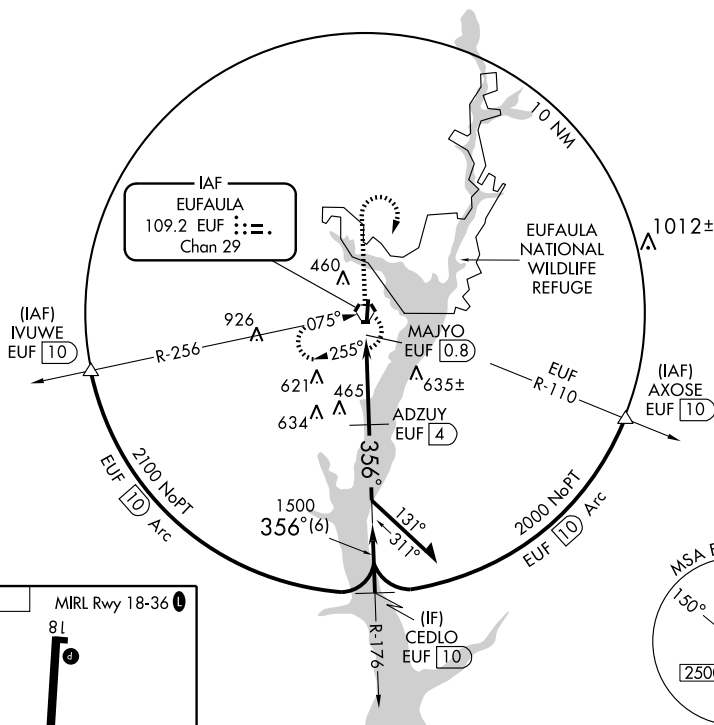 10 NM
IAF
EUFAULA
109.2 EUF
Chan 29
1012±
EUFAULA
NATIONAL
WILDLIFE
REFUGE
460
(IAF)
IVUWE
EUF 10
926
R-256
075°
255°
MAJYO
EUF 0.8
621
465
634
635±
EUF
R-110
(IAF)
AXOSE
EUF 10
ADZUY
EUF 4
356°
2100 NoPT
EUF 10 Arc
1500
356° (6)
131°
311°
2000 NoPT
EUF 10 Arc
(IF)
CEDLO
EUF 10
R-176
MIRL Rwy 18-36 L
18
P
MSA
150°
2500